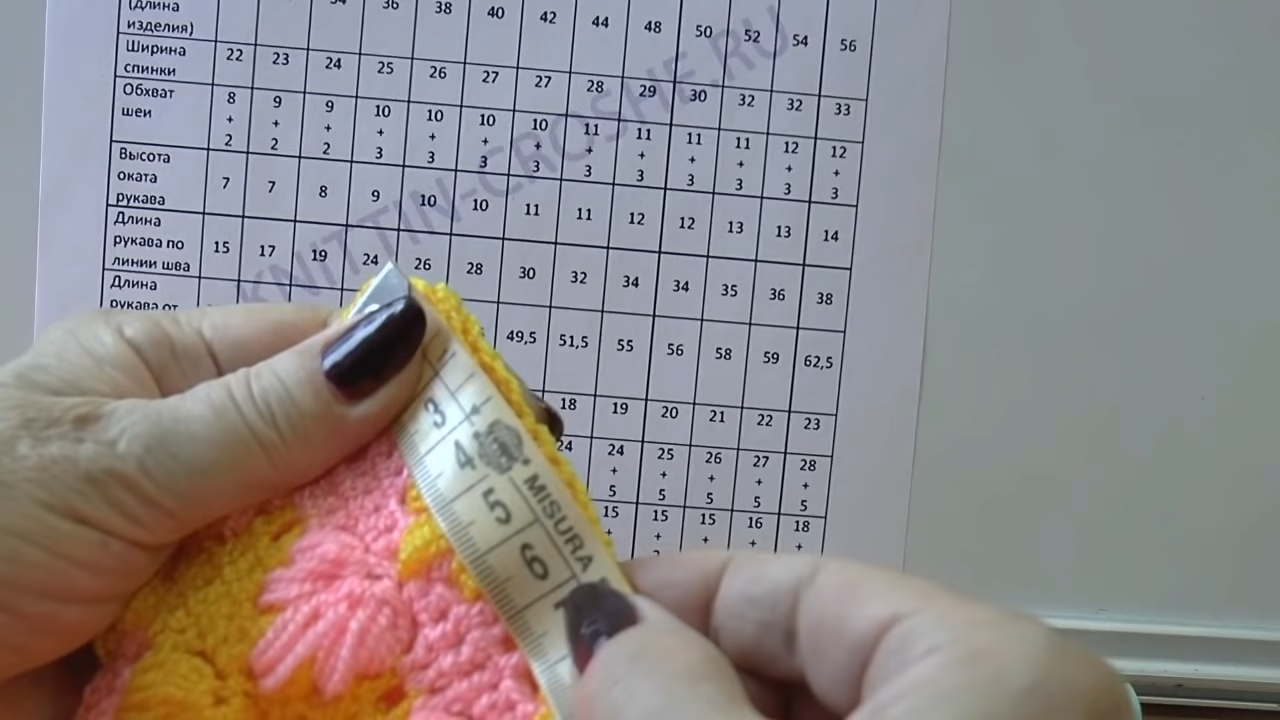 (Длина
изделия) 36 38 40 42 44 48 50 52 54 56
Ширина
спинки 22 23 24 25 26 27 27 28 29 30 32 32 33
Обхват
шеи
8 9 9 10 10 10 10 11 11 11 11 12 12
+ + + + + + + + + + + + +
2 2 2 3 3 3 3 3 3 3 3 3 3
Высота
оката
рукава 7 7 8 9 10 10 11 11 12 12 13 13 14
Длина
рукава по
линии шва 15 17 19 24 26 28 30 32 34 34 35 36 38
Длина
рукава от
49,5 51,5 55 56 58 59 62,5
18 19 20 21 22 23
24 24 25 26 27 28
+ + + + +
5 5 5 5 5
15 15 15 16 18
+ + + + +
KNITTIN-CROSHE.RU
1 3 4 5 6
MISURA